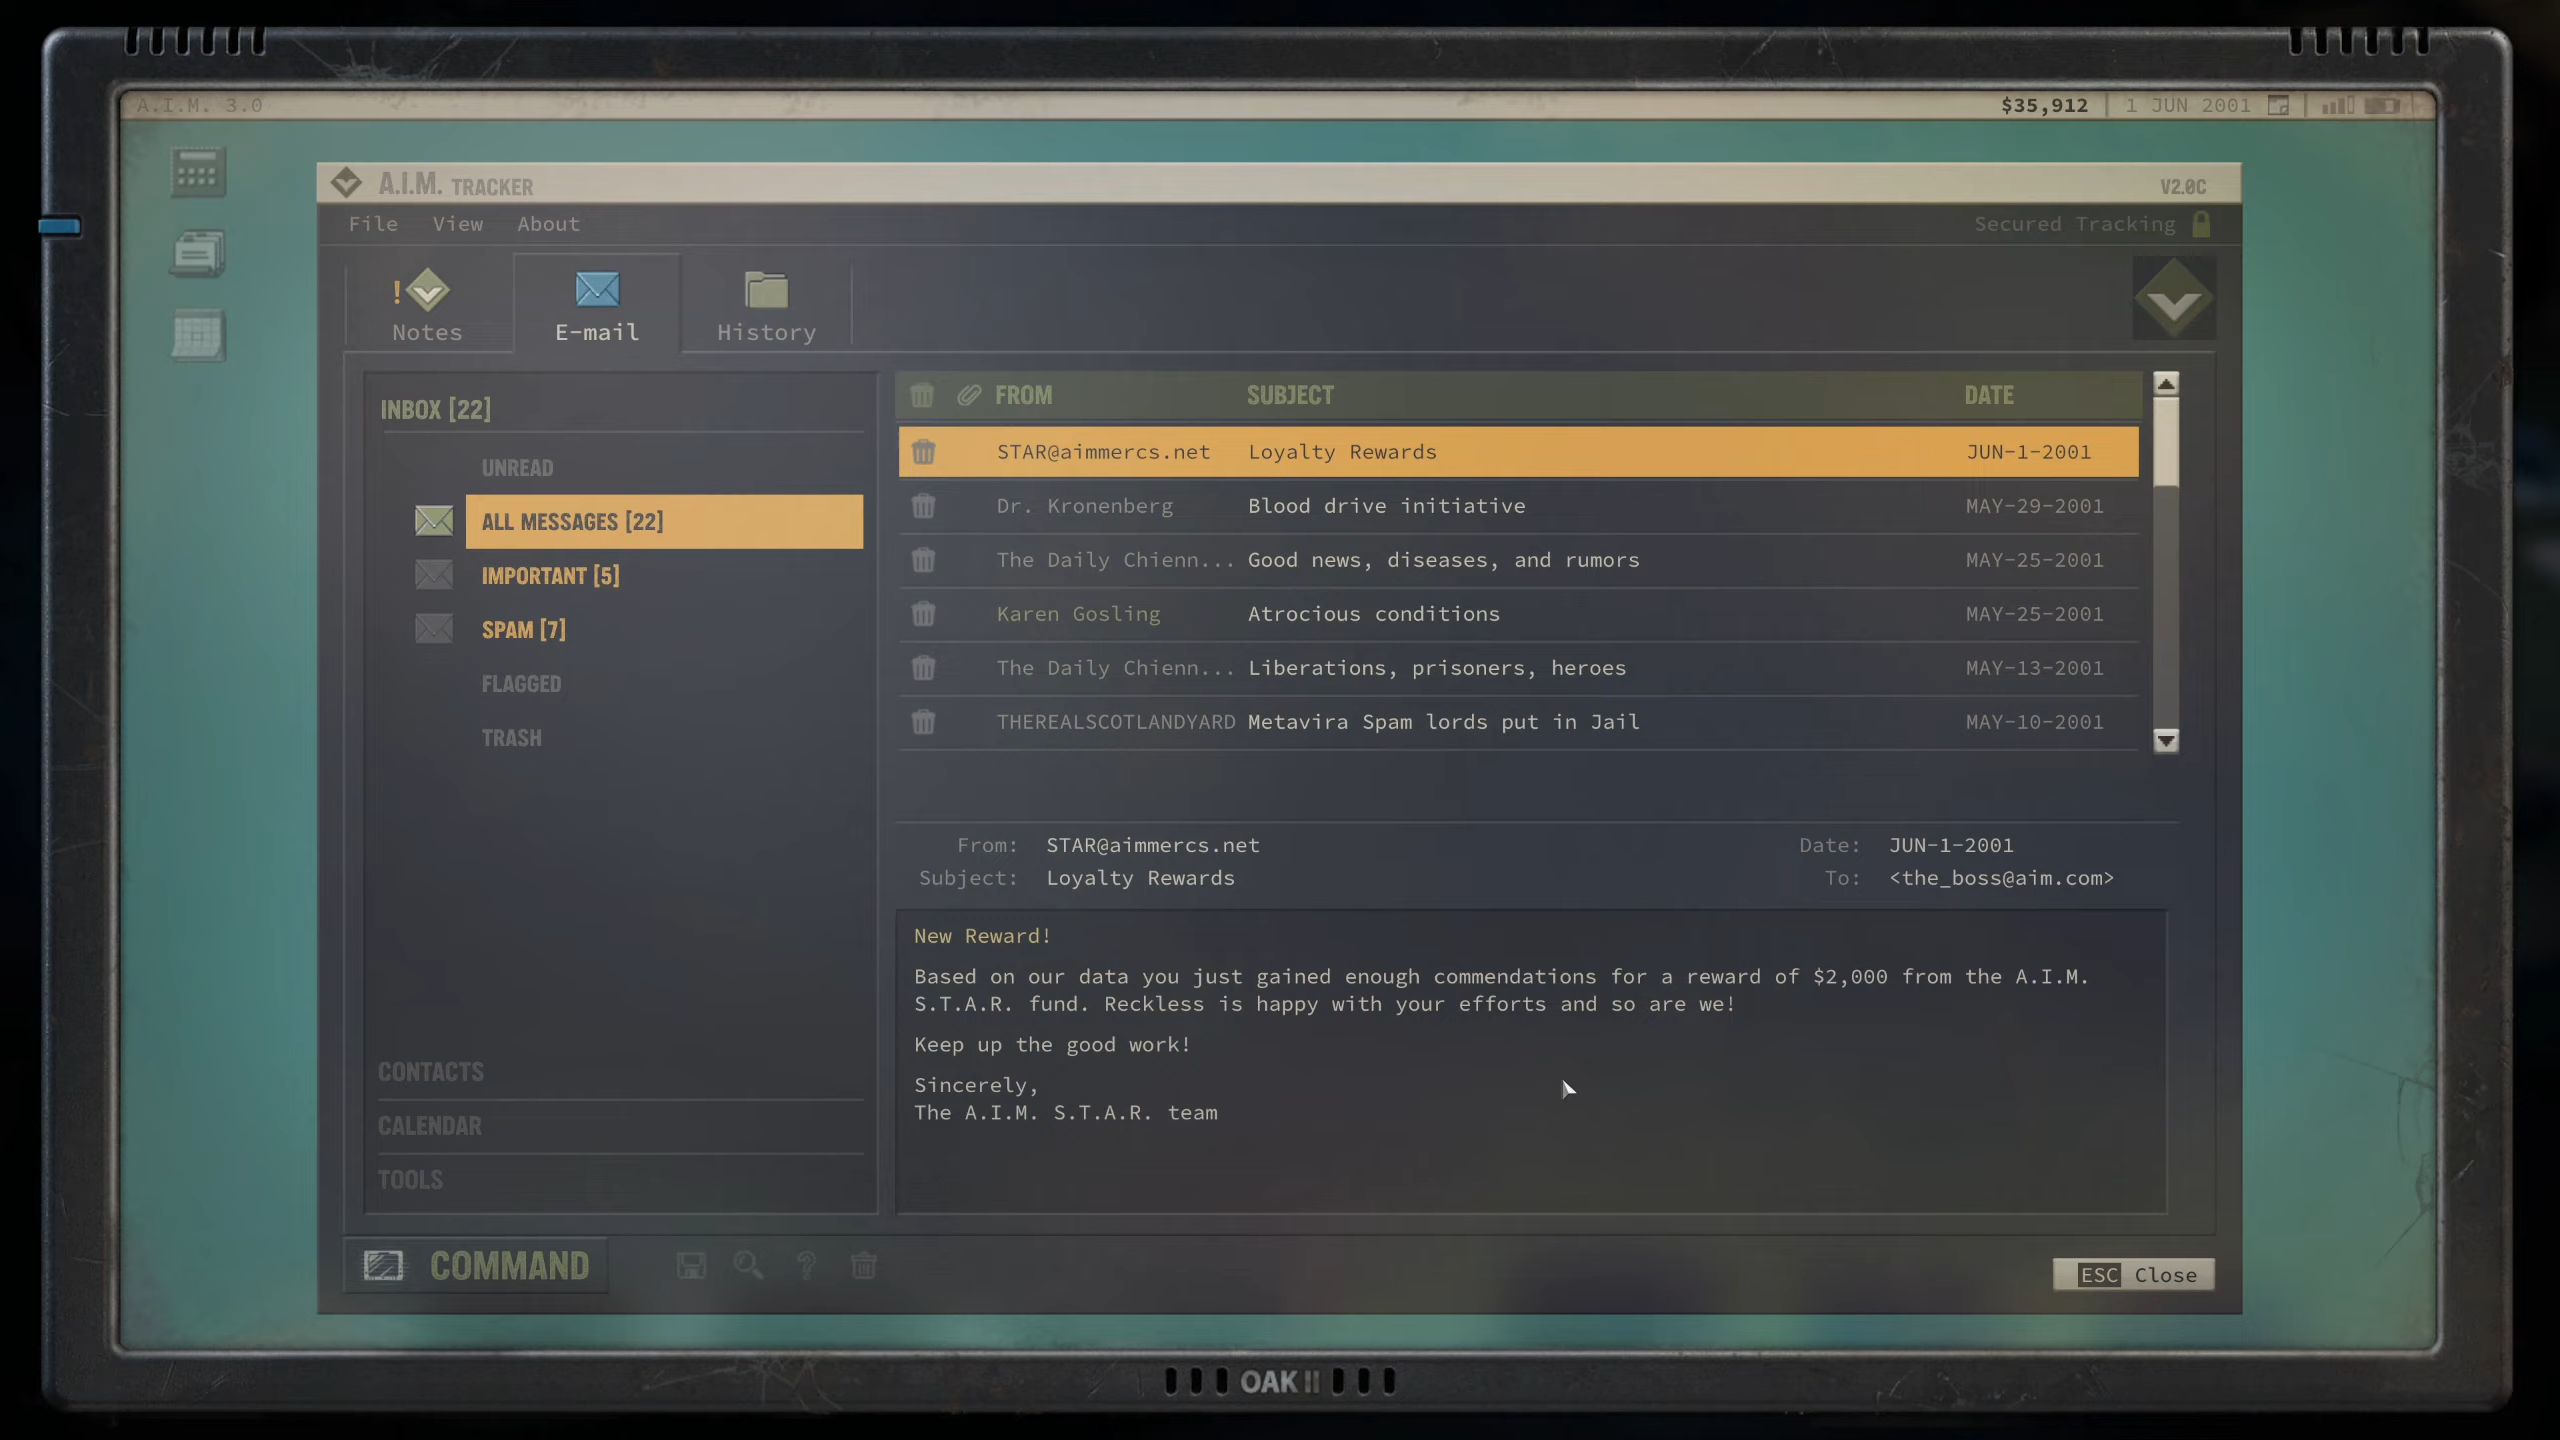 A.I.M. 3.0
$35,912 | 1 JUN 2001
A.I.M. TRACKER
V2.0C
File View About
Secured Tracking
! Notes
E-mail
History
INBOX [22]
UNREAD
ALL MESSAGES [22]
IMPORTANT [5]
SPAM [7]
FLAGGED
TRASH
CONTACTS
CALENDAR
TOOLS
FROM SUBJECT DATE
STAR@aimmercs.net Loyalty Rewards JUN-1-2001
Dr. Kronenberg Blood drive initiative MAY-29-2001
The Daily Chienn... Good news, diseases, and rumors MAY-25-2001
Karen Gosling Atrocious conditions MAY-25-2001
The Daily Chienn... Liberations, prisoners, heroes MAY-13-2001
THEREALSCOTLANDYARD Metavira Spam lords put in Jail MAY-10-2001
From: STAR@aimmercs.net Date: JUN-1-2001
Subject: Loyalty Rewards To: <the_boss@aim.com>
New Reward!
Based on our data you just gained enough commendations for a reward of $2,000 from the A.I.M.
S.T.A.R. fund. Reckless is happy with your efforts and so are we!
Keep up the good work!
Sincerely,
The A.I.M. S.T.A.R. team
COMMAND
?
ESC Close
OAK II